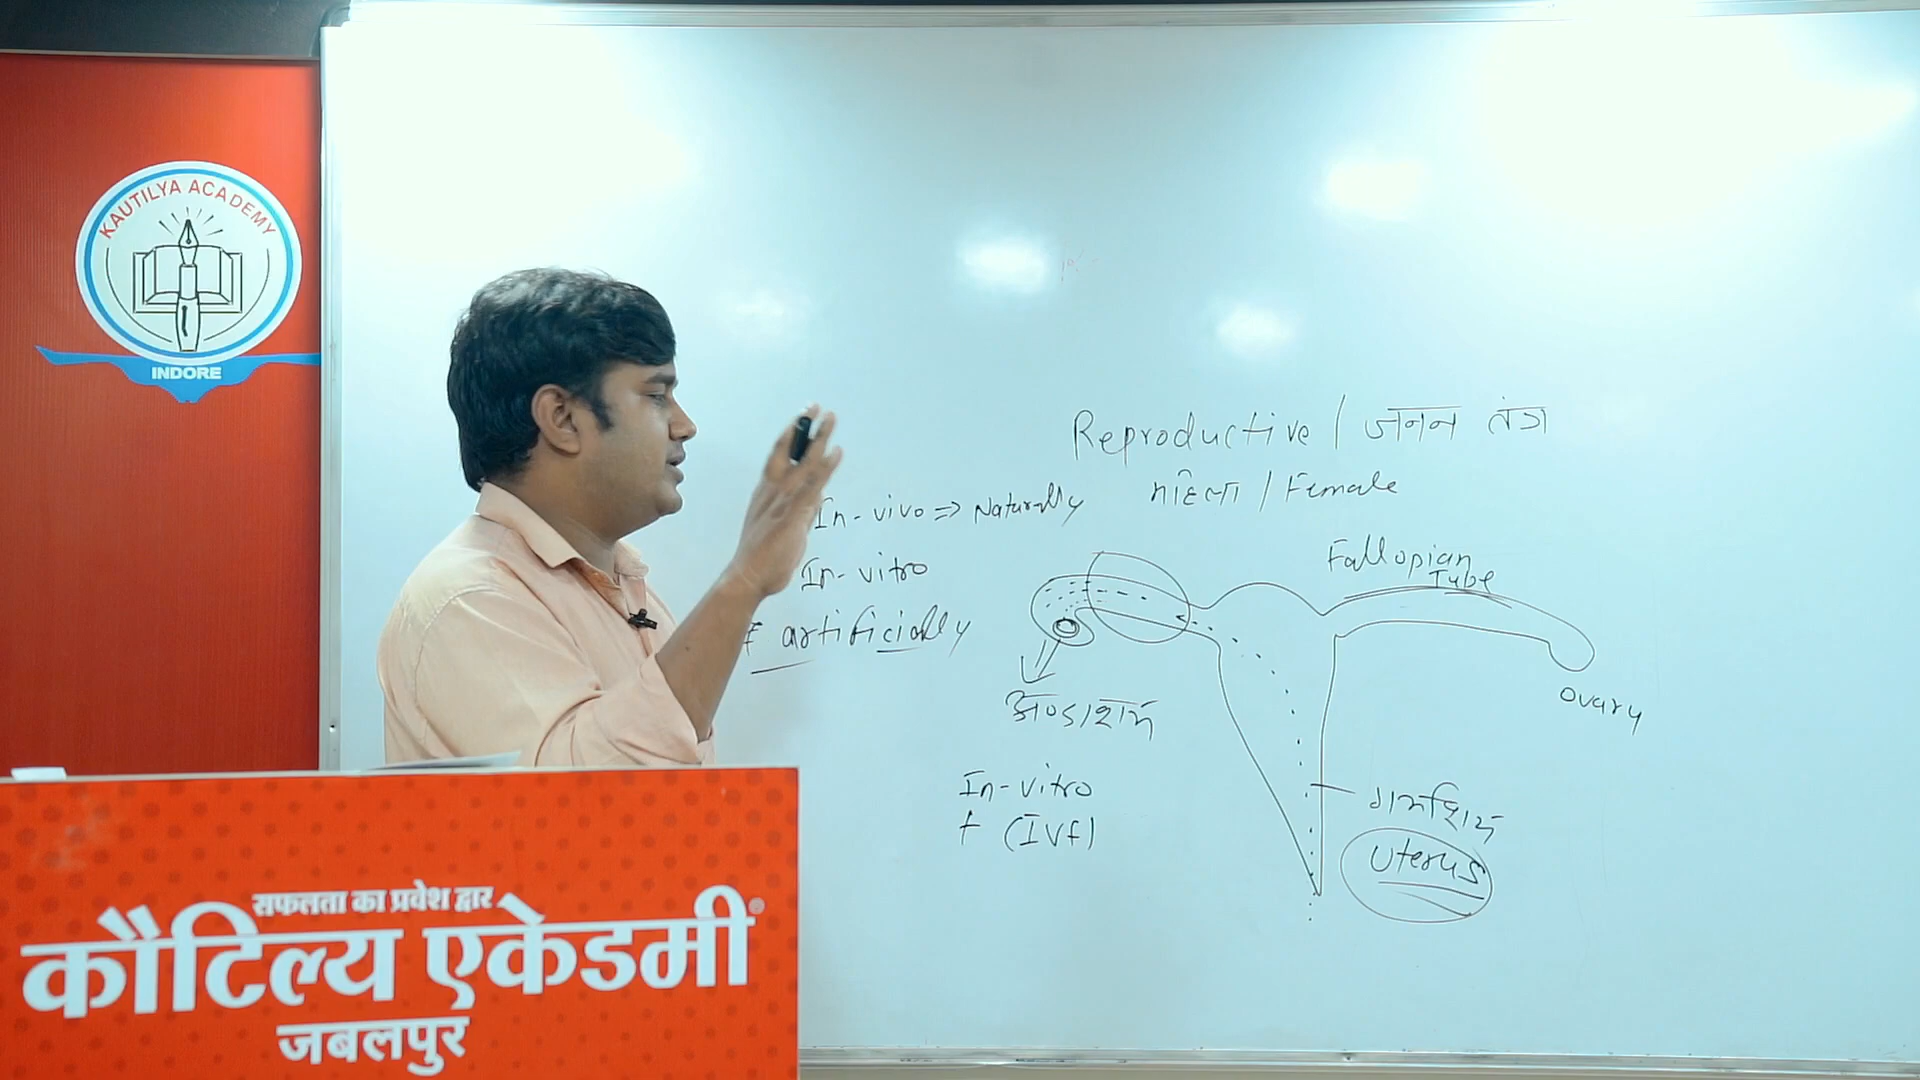 KAUTILYA ACADEMY
INDORE
Reproductive / जनन तंत्र
महिला / Female
In-vivo => Naturally
In-vitro
artificially
Fallopian
Tube
ovary
अण्डाशय
In-vitro
+ (IVf)
गर्भाशय
Uterus
सफलता का प्रवेश द्वार
कौटिल्य एकेडमी
जबलपुर